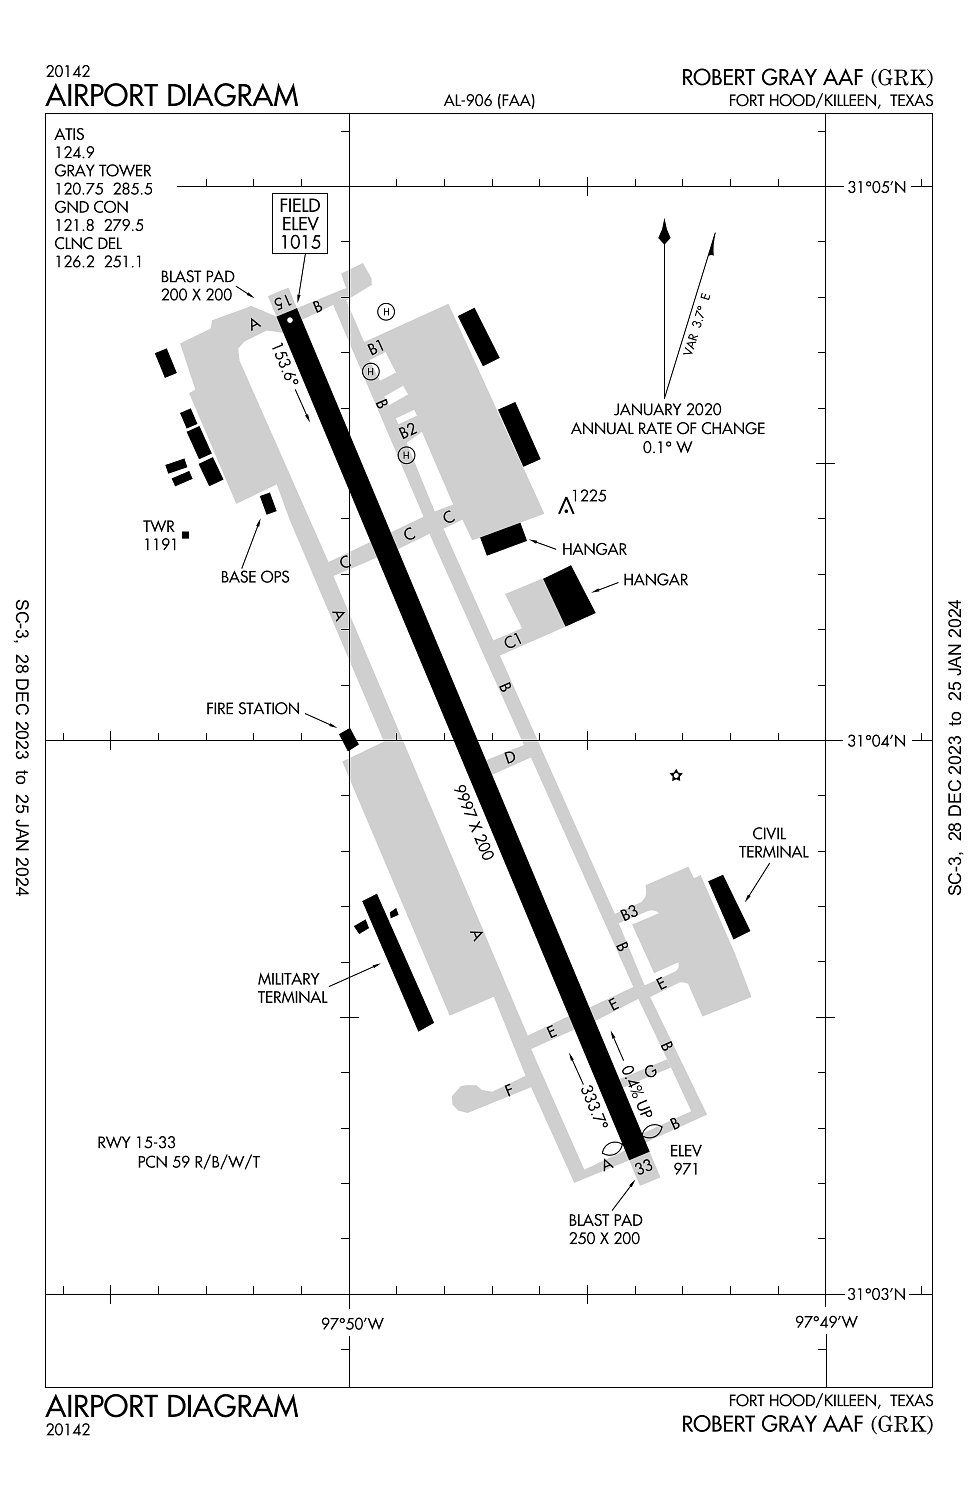 20142
AIRPORT DIAGRAM
AL-906 (FAA)
ROBERT GRAY AAF (GRK)
FORT HOOD/KILLEEN, TEXAS
ATIS
124.9
GRAY TOWER
120.75 285.5
GND CON
121.8 279.5
CLNC DEL
126.2 251.1
31°05'N
FIELD
ELEV
1015
BLAST PAD
200 X 200
15
A
B
H
B1
H
B
B2
H
153.6°
VAR 3.7° E
JANUARY 2020
ANNUAL RATE OF CHANGE
0.1° W
1225
TWR
1191
BASE OPS
C
C
C
HANGAR
HANGAR
A
C1
B
FIRE STATION
31°04'N
D
9997 X 200
CIVIL
TERMINAL
B3
A
B
MILITARY
TERMINAL
E
E
E
B
F
G
333.7°
0.4% UP
B
A
33
ELEV
971
RWY 15-33
PCN 59 R/B/W/T
BLAST PAD
250 X 200
31°03'N
97°50'W
97°49'W
SC-3, 28 DEC 2023 to 25 JAN 2024
SC-3, 28 DEC 2023 to 25 JAN 2024
AIRPORT DIAGRAM
20142
FORT HOOD/KILLEEN, TEXAS
ROBERT GRAY AAF (GRK)